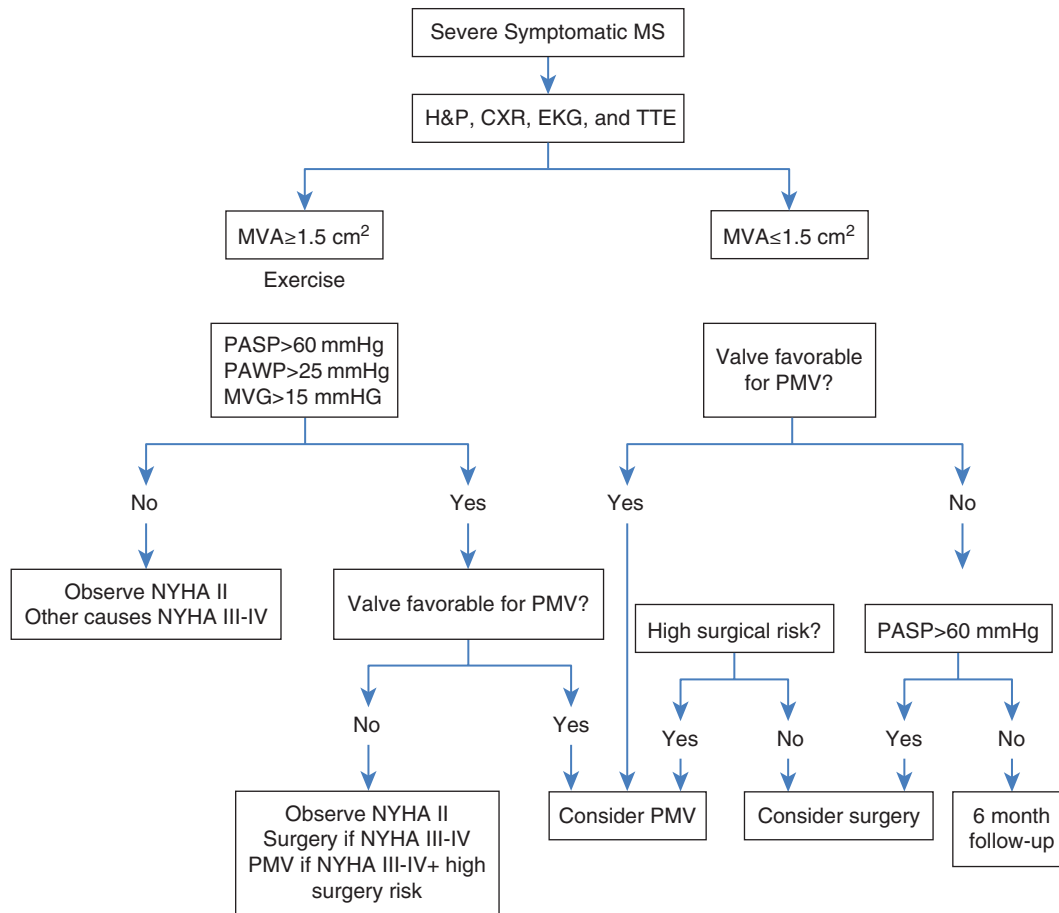 Severe Symptomatic MS
H&P, CXR, EKG, and TTE
MVA≥1.5 cm²
MVA≤1.5 cm²
Exercise
PASP>60 mmHg
PAWP>25 mmHg
MVG>15 mmHG
Valve favorable
for PMV?
No
Yes
Yes
No
Observe NYHA II
Other causes NYHA III-IV
Valve favorable for PMV?
High surgical risk?
PASP>60 mmHg
No
Yes
Yes
No
Yes
No
Observe NYHA II
Surgery if NYHA III-IV
PMV if NYHA III-IV+ high
surgery risk
Consider PMV
Consider surgery
6 month
follow-up